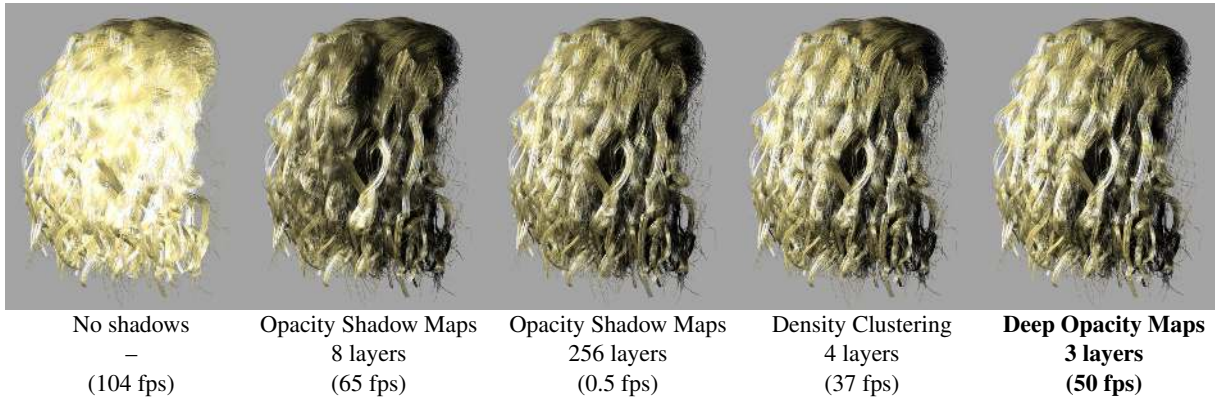 No shadows
–
(104 fps)
Opacity Shadow Maps
8 layers
(65 fps)
Opacity Shadow Maps
256 layers
(0.5 fps)
Density Clustering
4 layers
(37 fps)
Deep Opacity Maps
3 layers
(50 fps)